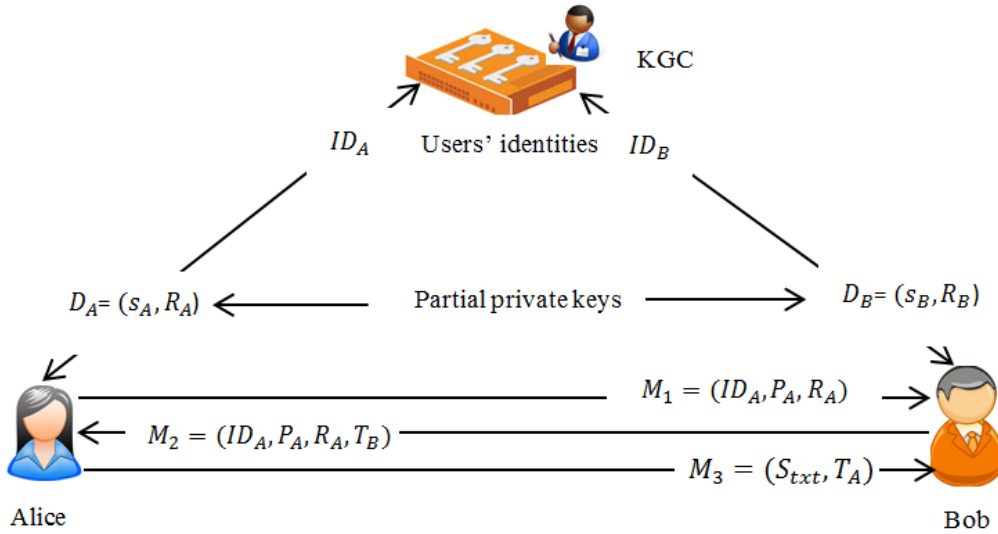 KGC
ID_A Users' identities ID_B
D_A= (s_A, R_A) Partial private keys D_B= (s_B, R_B)
M_1 = (ID_A, P_A, R_A)
M_2 = (ID_A, P_A, R_A, T_B)
M_3 = (S_txt, T_A)
Alice Bob